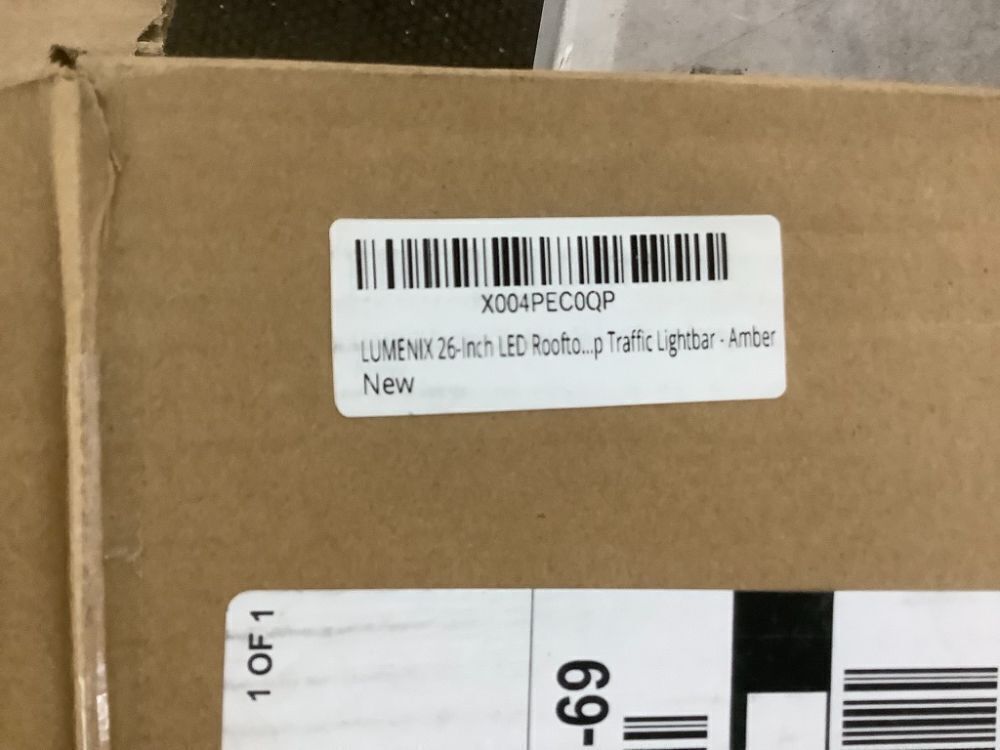 X004PEC0QP
LUMENIX 26-Inch LED Roofto...p Traffic Lightbar - Amber
New
1 OF 1
-69